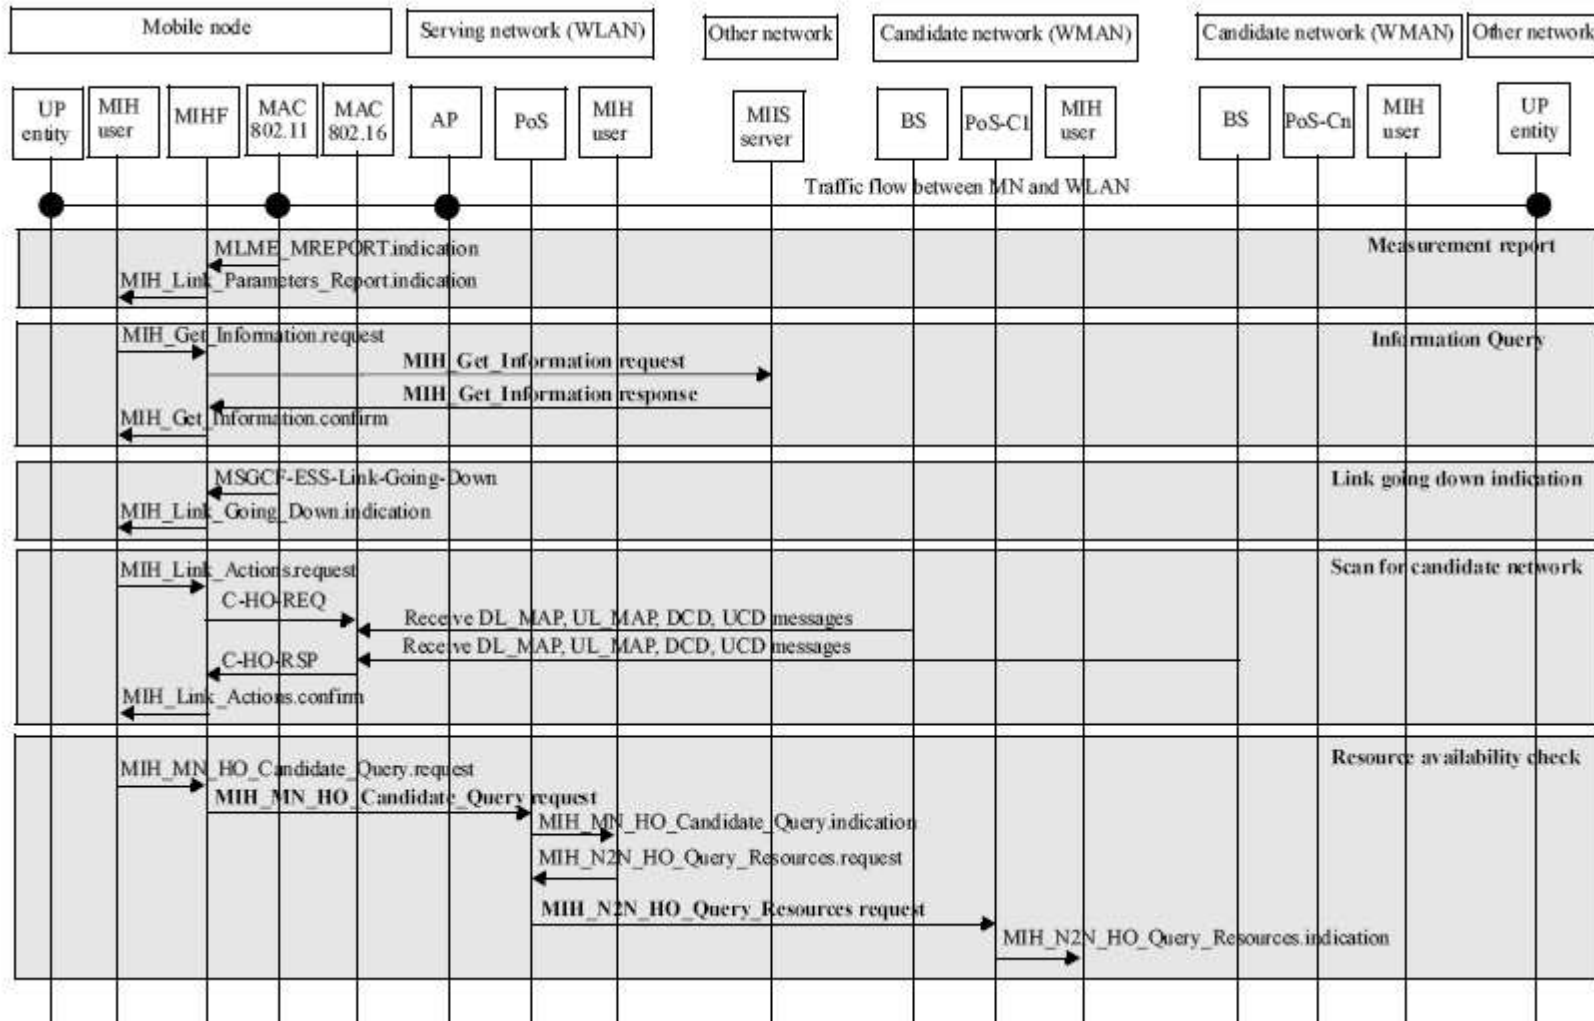 Mobile node
Serving network (WLAN)
Other network
Candidate network (WMAN)
Candidate network (WMAN)
Other network
UP
entity
MIH
user
MIHF
MAC
802.11
MAC
802.16
AP
PoS
MIH
user
MIIS
server
BS
PoS-C1
MIH
user
BS
PoS-Cn
MIH
user
UP
entity
Traffic flow between MN and WLAN
Measurement report
MLME_MREPORT.indication
MIH_Link_Parameters_Report.indication
Information Query
MIH_Get_Information.request
MIH_Get_Information request
MIH_Get_Information response
MIH_Get_Information.confirm
Link going down indication
MSGCF-ESS-Link-Going-Down
MIH_Link_Going_Down.indication
Scan for candidate network
MIH_Link_Actions.request
C-HO-REQ
Receive DL_MAP, UL_MAP, DCD, UCD messages
Receive DL_MAP, UL_MAP, DCD, UCD messages
C-HO-RSP
MIH_Link_Actions.confirm
Resource availability check
MIH_MN_HO_Candidate_Query.request
MIH_MN_HO_Candidate_Query request
MIH_MN_HO_Candidate_Query.indication
MIH_N2N_HO_Query_Resources.request
MIH_N2N_HO_Query_Resources request
MIH_N2N_HO_Query_Resources.indication